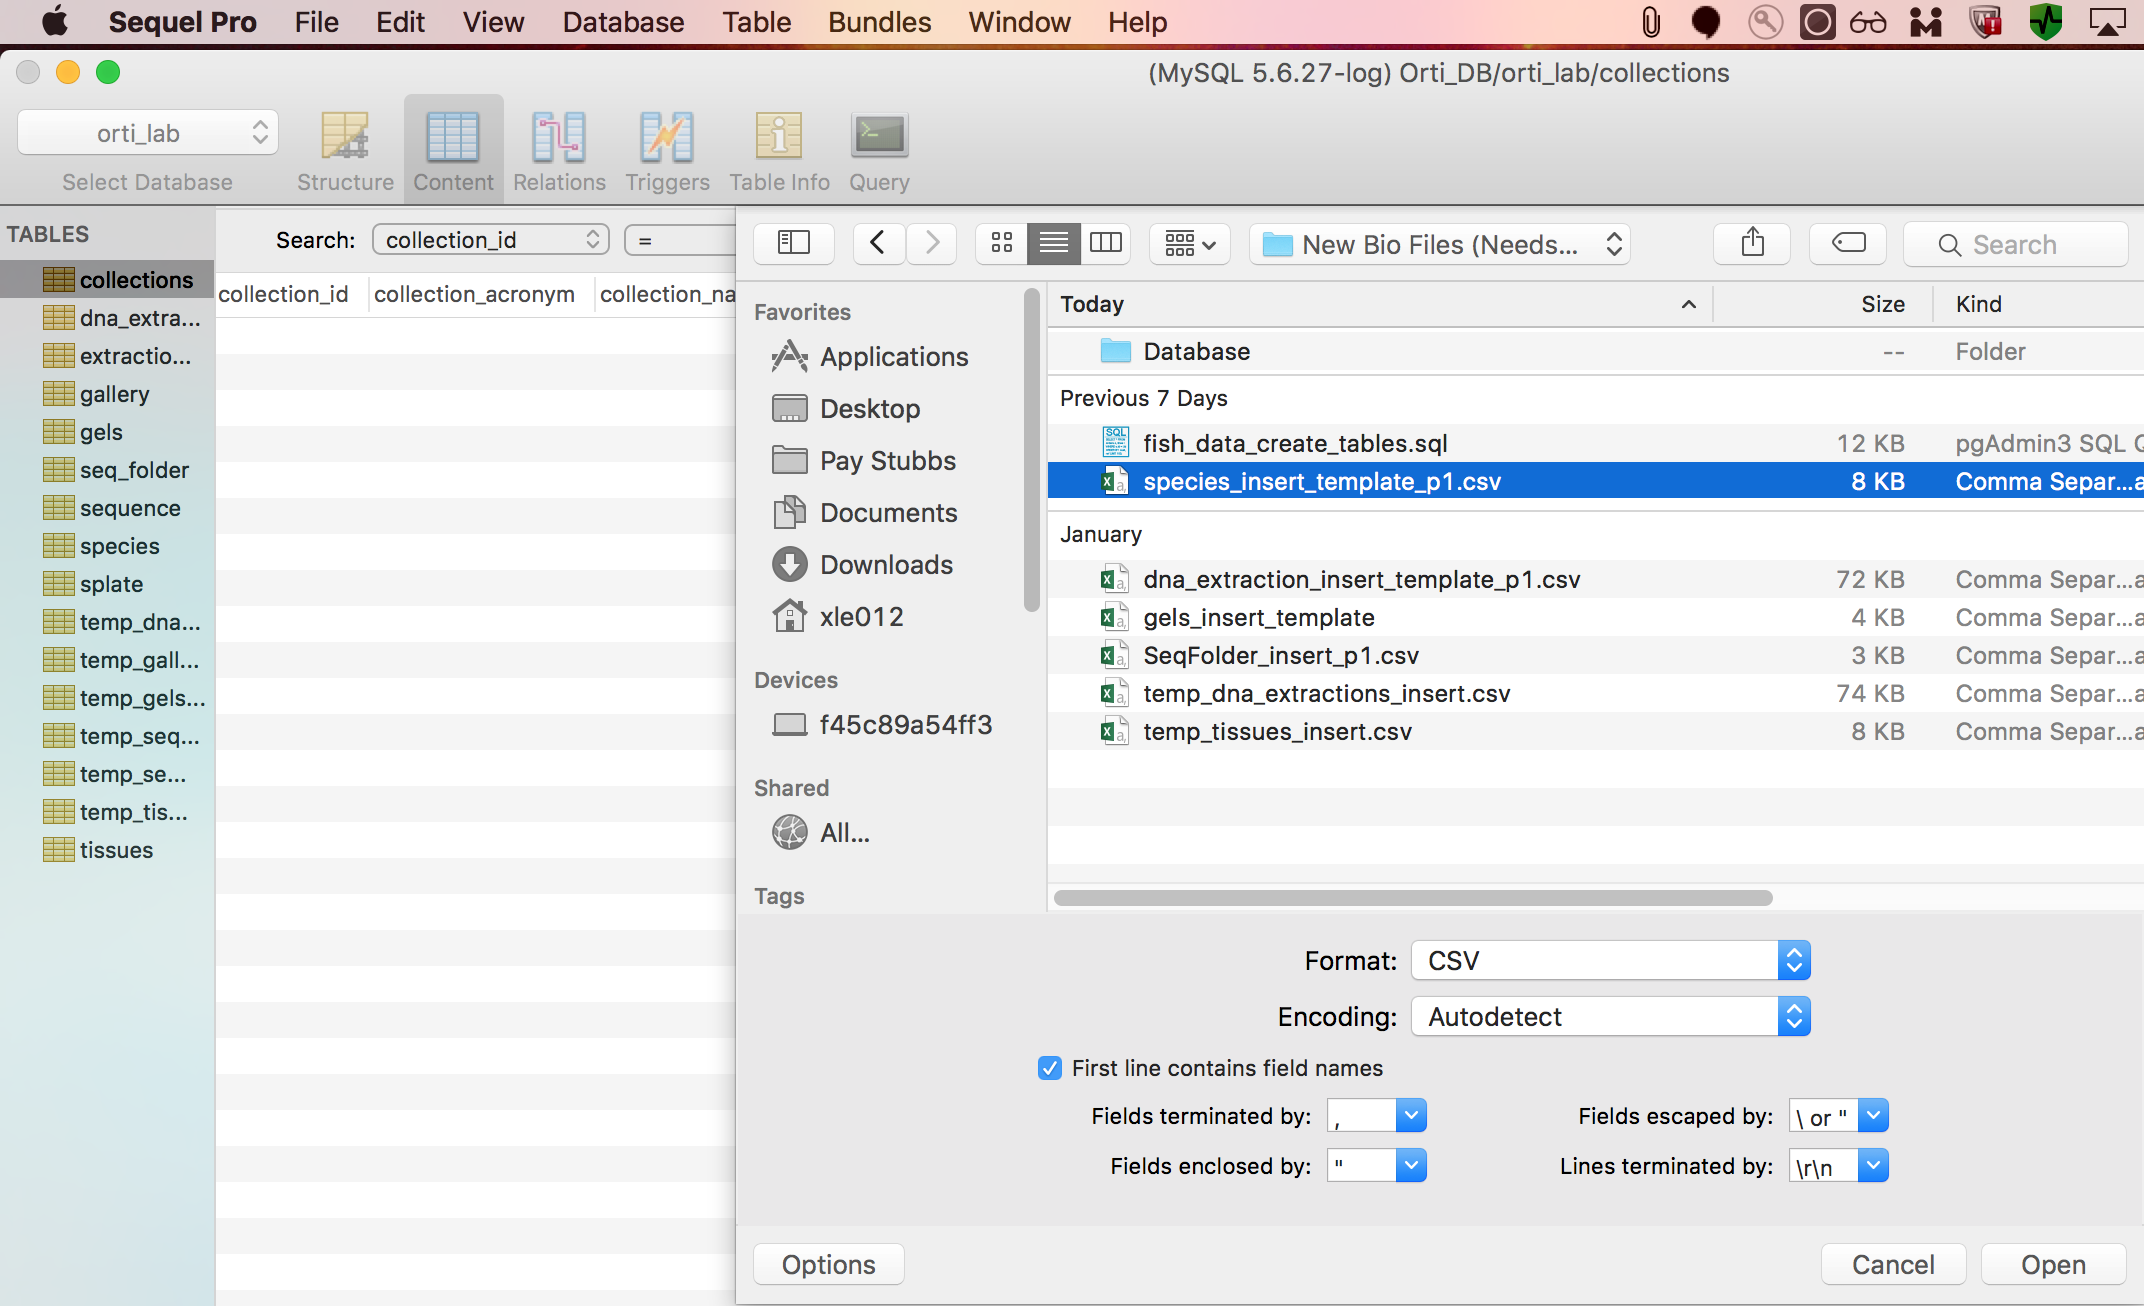 Sequel Pro File Edit View Database Table Bundles Window Help
(MySQL 5.6.27-log) Orti_DB/orti_lab/collections
orti_lab
Select Database Structure Content Relations Triggers Table Info Query
TABLES
collections
dna_extra...
extractio...
gallery
gels
seq_folder
sequence
species
splate
temp_dna...
temp_gall...
temp_gels...
temp_seq...
temp_se...
temp_tis...
tissues
Search: collection_id =
collection_id collection_acronym collection_na
New Bio Files (Needs... Search
Favorites
Applications
Desktop
Pay Stubbs
Documents
Downloads
xle012
Devices
f45c89a54ff3
Shared
All...
Tags
Today Size Kind
Database -- Folder
Previous 7 Days
fish_data_create_tables.sql 12 KB pgAdmin3 SQL
species_insert_template_p1.csv 8 KB Comma Separ...a
January
dna_extraction_insert_template_p1.csv 72 KB Comma Separ...a
gels_insert_template 4 KB Comma Separ...a
SeqFolder_insert_p1.csv 3 KB Comma Separ...a
temp_dna_extractions_insert.csv 74 KB Comma Separ...a
temp_tissues_insert.csv 8 KB Comma Separ...a
Format: CSV
Encoding: Autodetect
First line contains field names
Fields terminated by: , Fields escaped by: \ or "
Fields enclosed by: " Lines terminated by: \r\n
Options Cancel Open